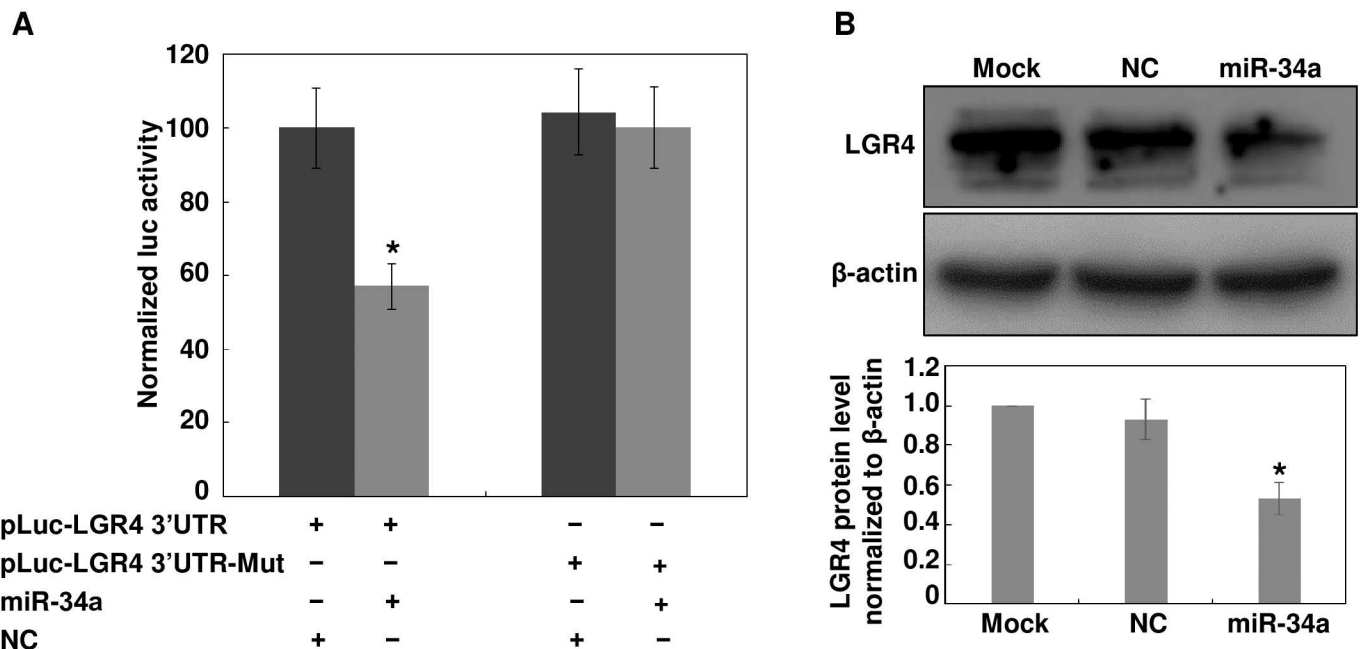 A
Normalized luc activity
120
100
80
60
40
20
0
*
pLuc-LGR4 3'UTR + + − −
pLuc-LGR4 3'UTR-Mut − − + +
miR-34a − + − +
NC + − + −
B
Mock NC miR-34a
LGR4
β-actin
LGR4 protein level
normalized to β-actin
1.2
1.0
0.8
0.6
0.4
0.2
0
*
Mock NC miR-34a